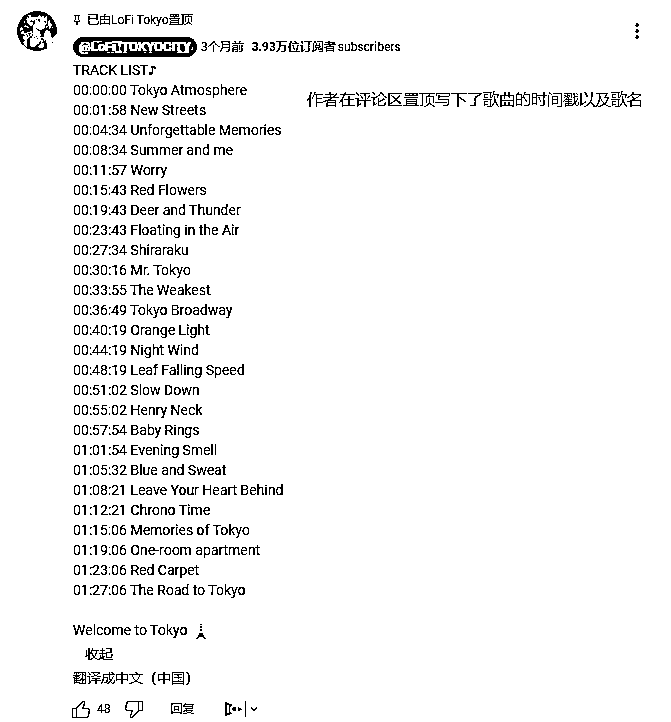 已由LoFi Tokyo置顶
@LoFiTOKYOCITY 3个月前 3.93万位订阅者 subscribers
TRACK LIST♪
00:00:00 Tokyo Atmosphere
作者在评论区置顶写下了歌曲的时间戳以及歌名
00:01:58 New Streets
00:04:34 Unforgettable Memories
00:08:34 Summer and me
00:11:57 Worry
00:15:43 Red Flowers
00:19:43 Deer and Thunder
00:23:43 Floating in the Air
00:27:34 Shiraraku
00:30:16 Mr. Tokyo
00:33:55 The Weakest
00:36:49 Tokyo Broadway
00:40:19 Orange Light
00:44:19 Night Wind
00:48:19 Leaf Falling Speed
00:51:02 Slow Down
00:55:02 Henry Neck
00:57:54 Baby Rings
01:01:54 Evening Smell
01:05:32 Blue and Sweat
01:08:21 Leave Your Heart Behind
01:12:21 Chrono Time
01:15:06 Memories of Tokyo
01:19:06 One-room apartment
01:23:06 Red Carpet
01:27:06 The Road to Tokyo
Welcome to Tokyo 🗼
收起
翻译成中文（中国）
48 回复